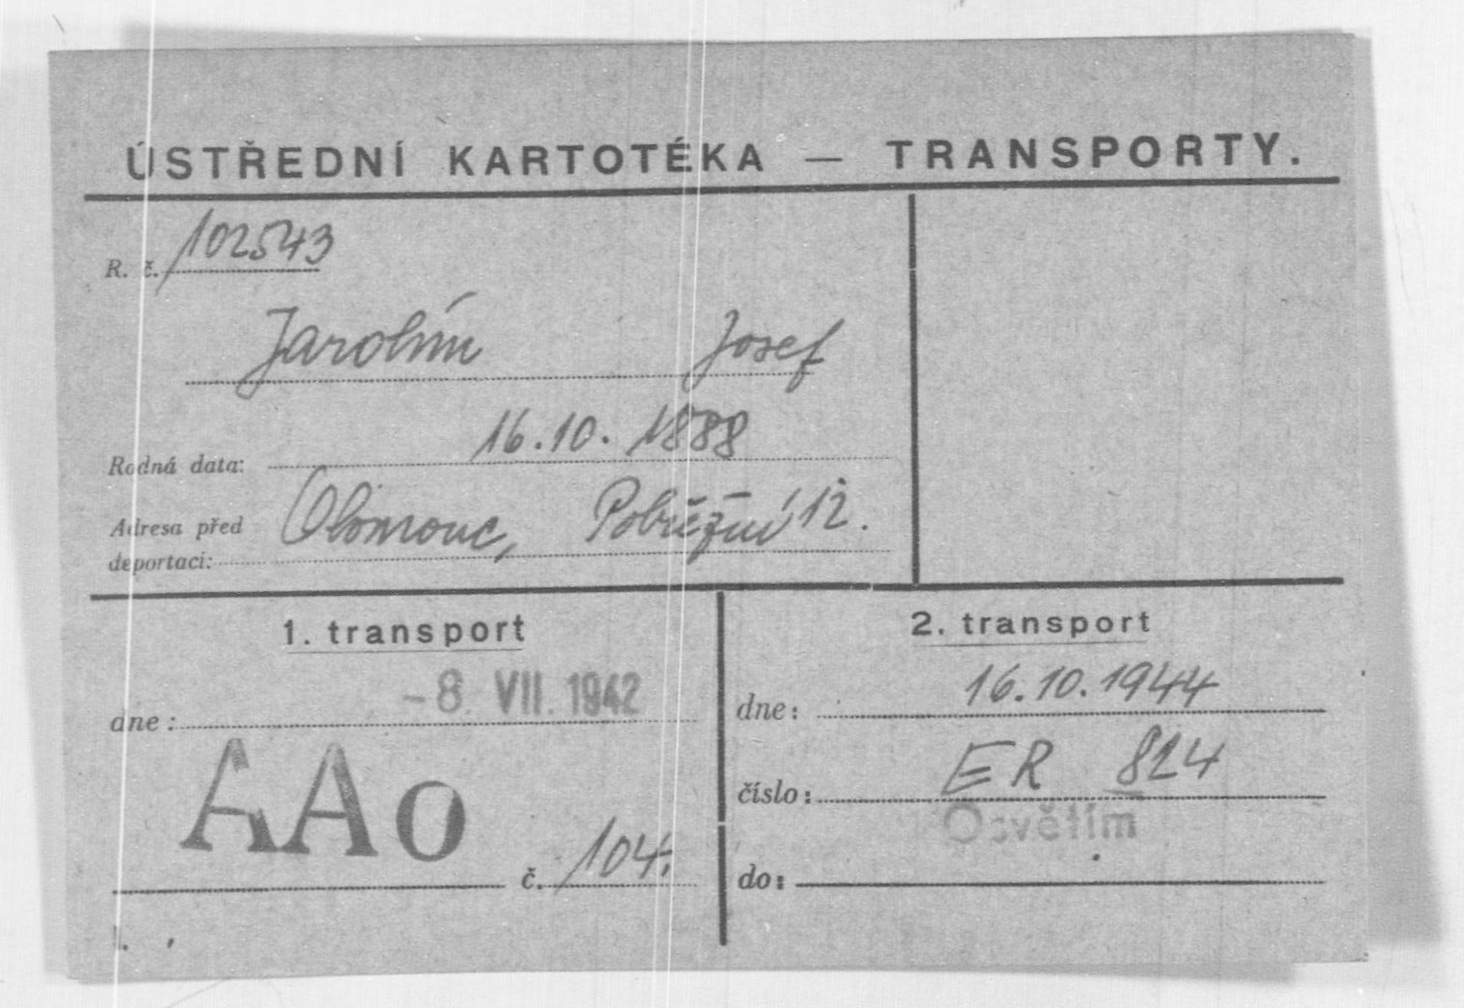 ÚSTŘEDNÍ KARTOTÉKA — TRANSPORTY.
R. č. 102543
Jarolím Josef
Rodná data: 16.10. 1888
Adresa před
deportací: Olomouc, Pobřežní 12.
1. transport
dne: -8. VII. 1942
AAo
č. 104.
2. transport
dne: 16.10.1944
číslo: ER 824
Osvětím
do: